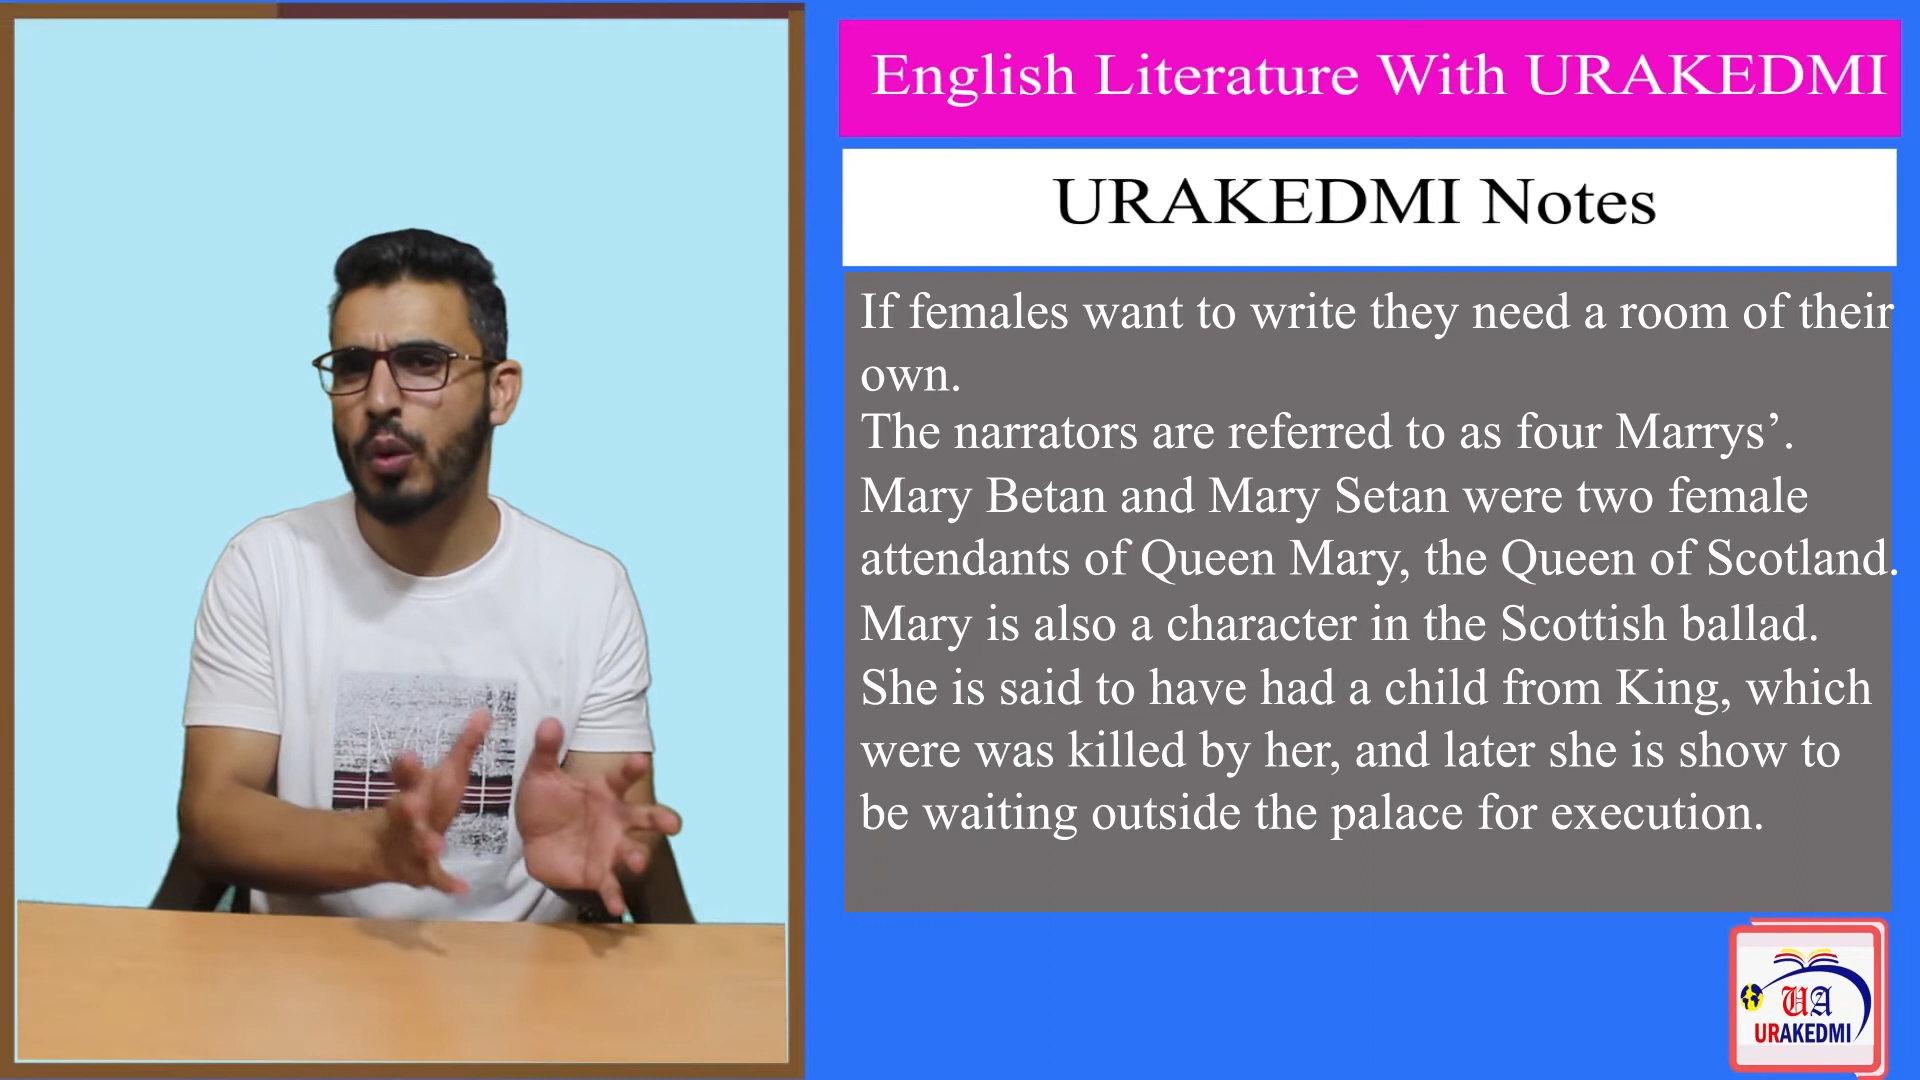 English Literature With URAKEDMI
URAKEDMI Notes
If females want to write they need a room of their
own.
The narrators are referred to as four Marrys’.
Mary Betan and Mary Setan were two female
attendants of Queen Mary, the Queen of Scotland.
Mary is also a character in the Scottish ballad.
She is said to have had a child from King, which
were was killed by her, and later she is show to
be waiting outside the palace for execution.
UA
URAKEDMI